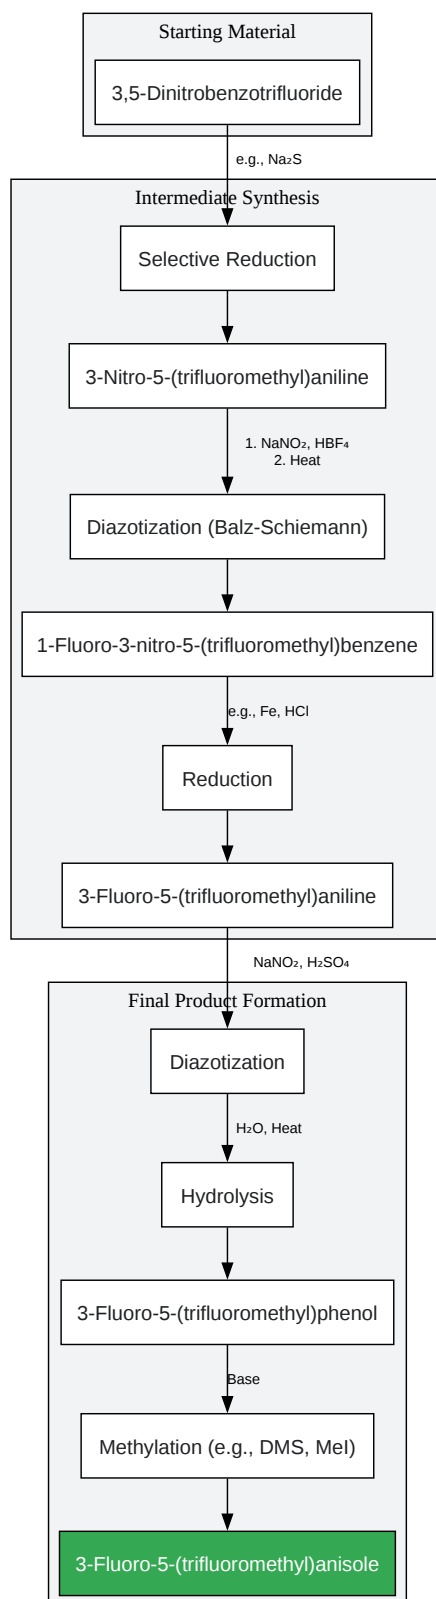 Starting Material
3,5-Dinitrobenzotrifluoride
e.g., Na₂S
Intermediate Synthesis
Selective Reduction
3-Nitro-5-(trifluoromethyl)aniline
1. NaNO₂, HBF₄
2. Heat
Diazotization (Balz-Schiemann)
1-Fluoro-3-nitro-5-(trifluoromethyl)benzene
e.g., Fe, HCl
Reduction
3-Fluoro-5-(trifluoromethyl)aniline
NaNO₂, H₂SO₄
Final Product Formation
Diazotization
H₂O, Heat
Hydrolysis
3-Fluoro-5-(trifluoromethyl)phenol
Base
Methylation (e.g., DMS, MeI)
3-Fluoro-5-(trifluoromethyl)anisole